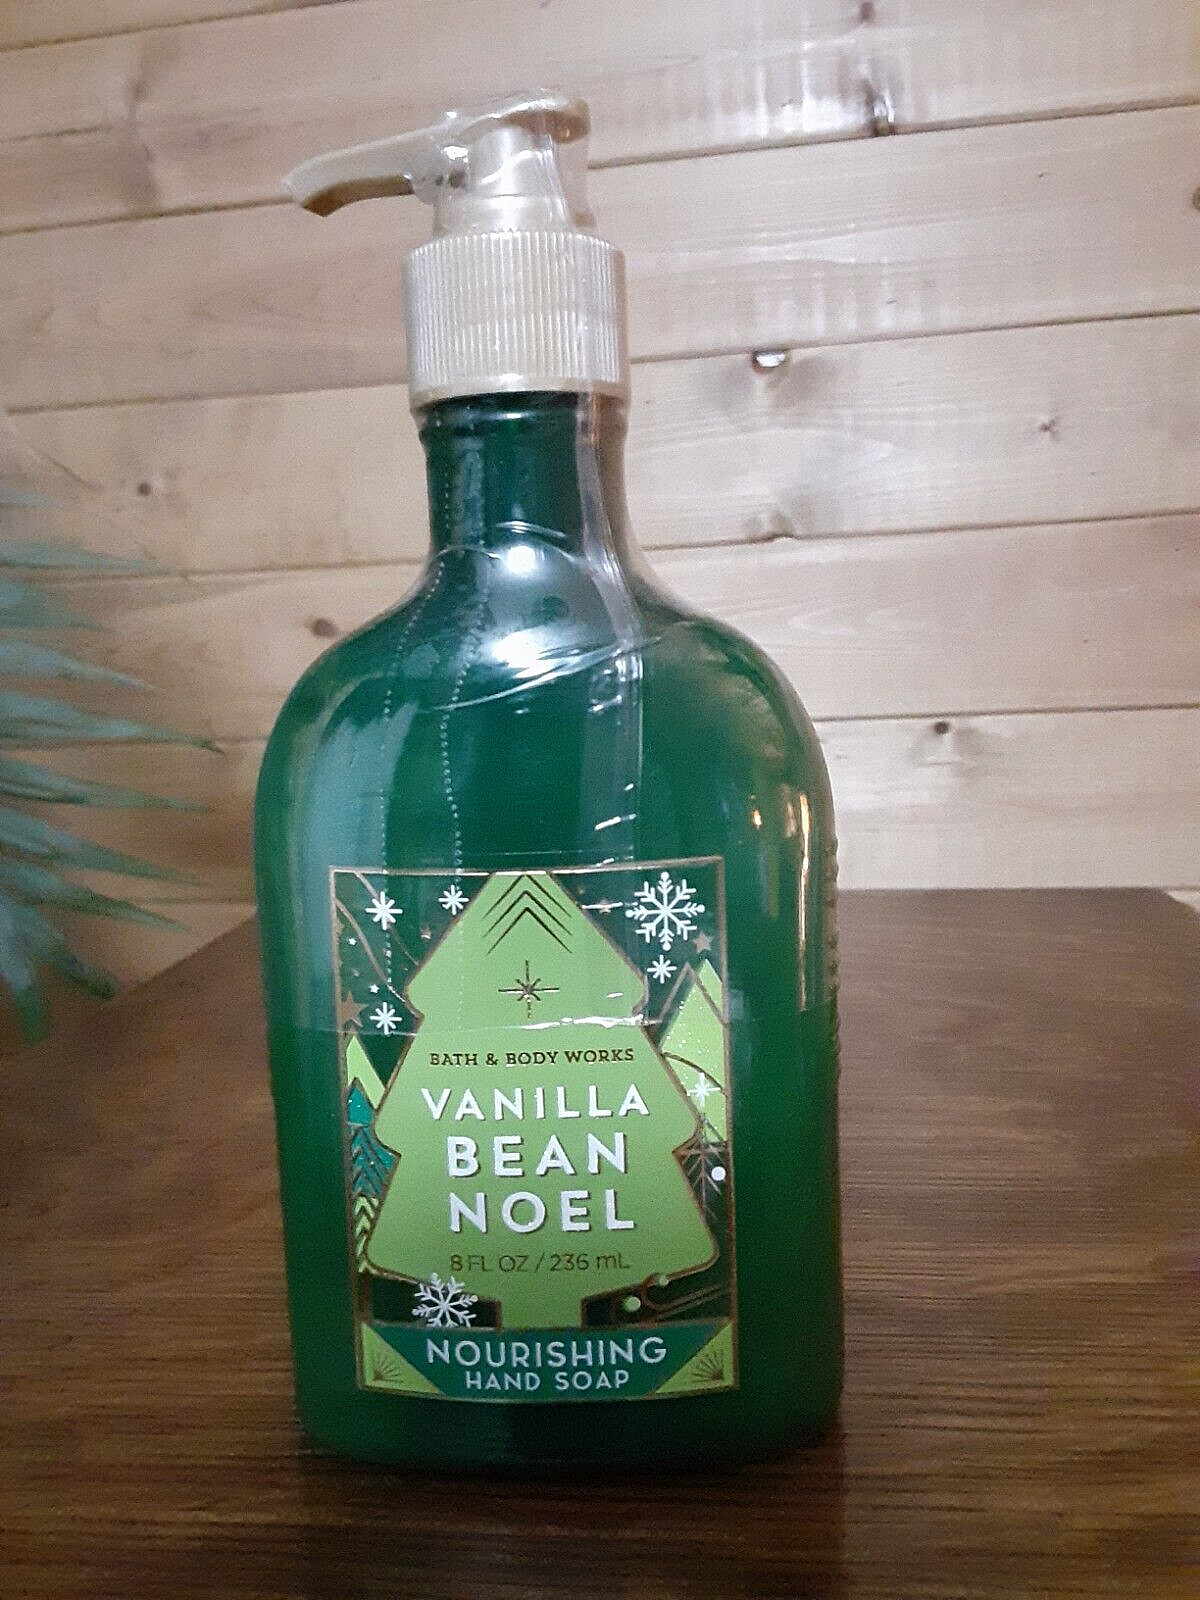 BATH & BODY WORKS
VANILLA
BEAN
NOEL
8 FL OZ / 236 mL
NOURISHING
HAND SOAP